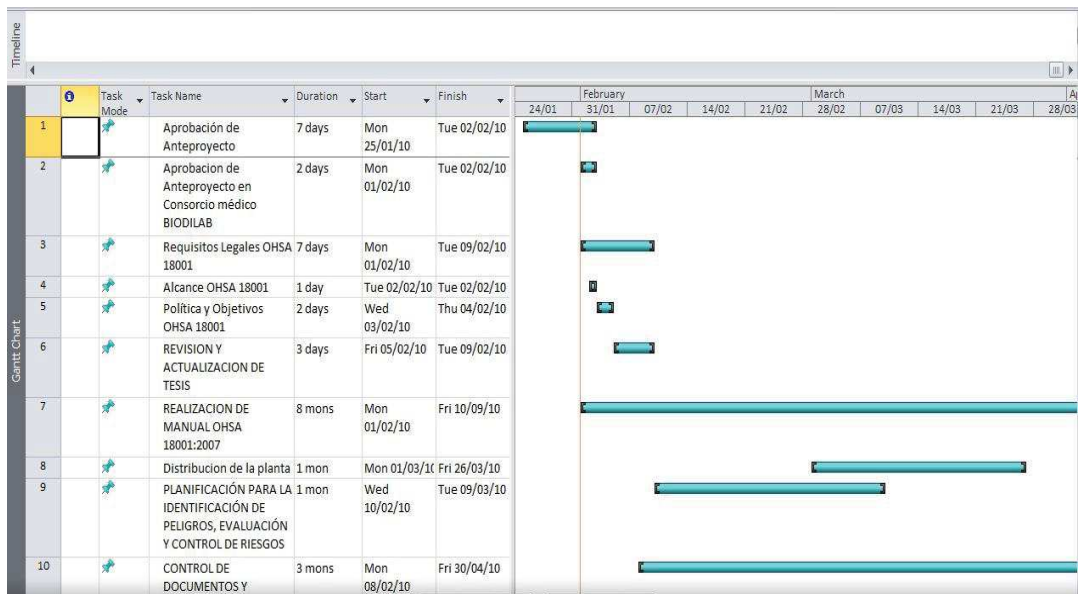 Timeline
Task Mode Task Name Duration Start Finish
February March
24/01 31/01 07/02 14/02 21/02 28/02 07/03 14/03 21/03 28/03
Gantt Chart
1 Aprobación de 7 days Mon Tue 02/02/10
Anteproyecto 25/01/10
2 Aprobacion de 2 days Mon Tue 02/02/10
Anteproyecto en 01/02/10
Consorcio médico
BIODILAB
3 Requisitos Legales OHSA 7 days Mon Tue 09/02/10
18001 01/02/10
4 Alcance OHSA 18001 1 day Tue 02/02/10 Tue 02/02/10
5 Política y Objetivos 2 days Wed Thu 04/02/10
OHSA 18001 03/02/10
6 REVISION Y 3 days Fri 05/02/10 Tue 09/02/10
ACTUALIZACION DE
TESIS
7 REALIZACION DE 8 mons Mon Fri 10/09/10
MANUAL OHSA 01/02/10
18001:2007
8 Distribucion de la planta 1 mon Mon 01/03/1( Fri 26/03/10
9 PLANIFICACIÓN PARA LA 1 mon Wed Tue 09/03/10
IDENTIFICACIÓN DE 10/02/10
PELIGROS, EVALUACIÓN
Y CONTROL DE RIESGOS
10 CONTROL DE 3 mons Mon Fri 30/04/10
DOCUMENTOS Y 08/02/10